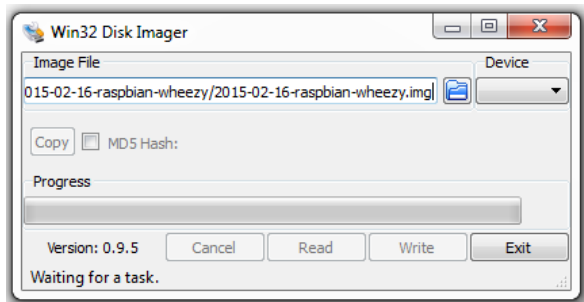 Win32 Disk Imager
Image File
Device
015-02-16-raspbian-wheezy/2015-02-16-raspbian-wheezy.img
Copy
MD5 Hash:
Progress
Version: 0.9.5
Cancel
Read
Write
Exit
Waiting for a task.